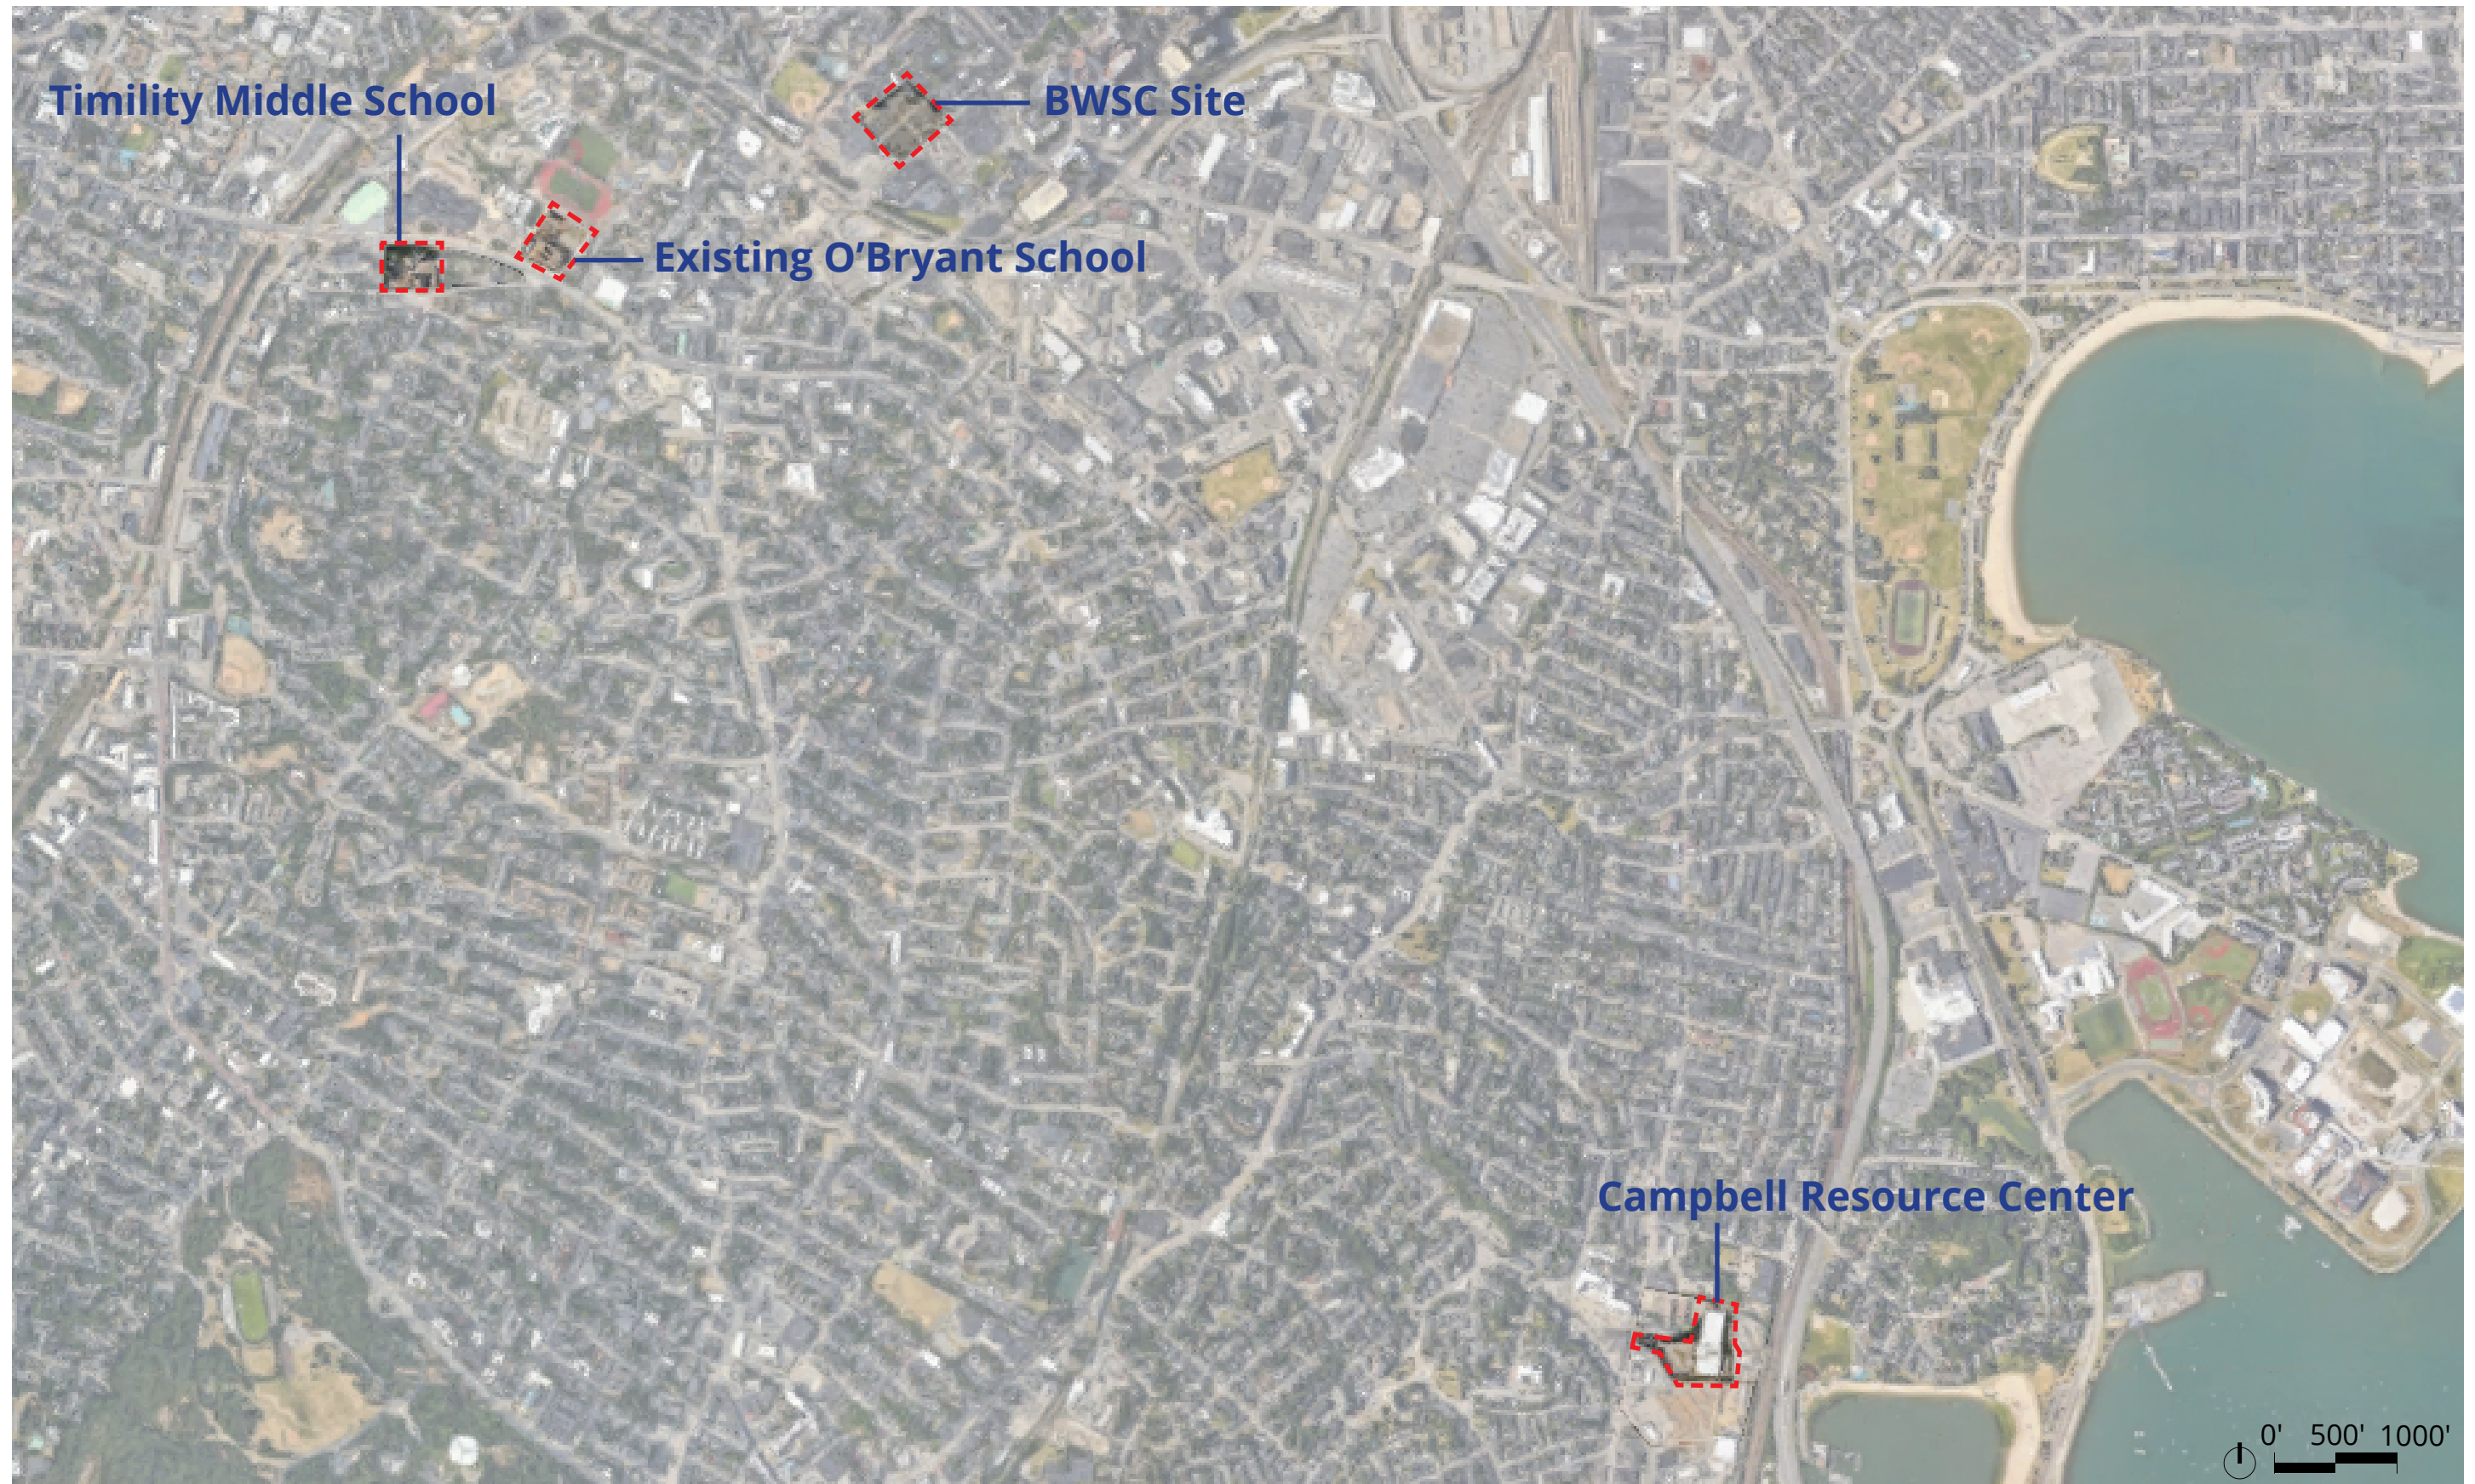 Timility Middle School
BWSC Site
Existing O’Bryant School
Campbell Resource Center
0' 500' 1000'